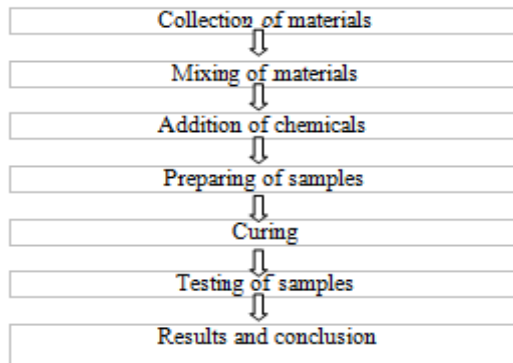 Collection of materials
Mixing of materials
Addition of chemicals
Preparing of samples
Curing
Testing of samples
Results and conclusion